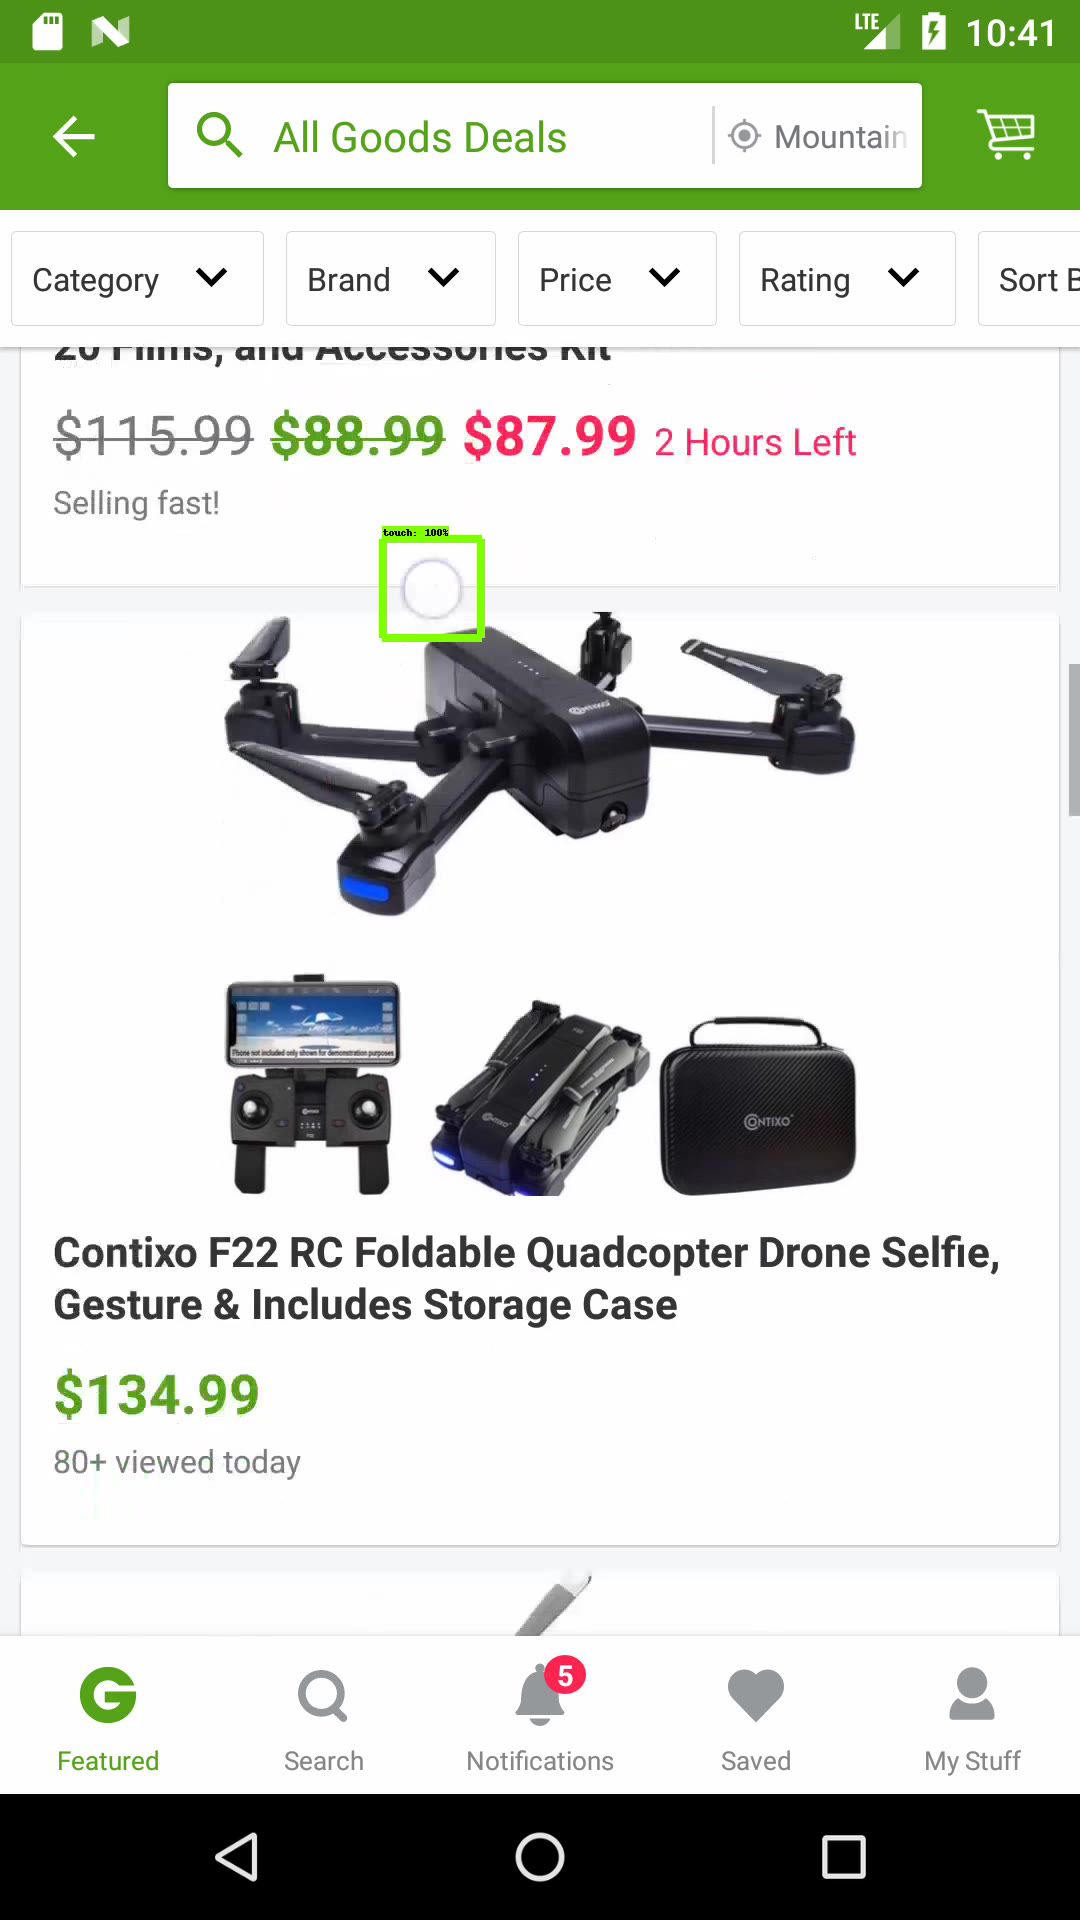 LTE 10:41
All Goods Deals Mountain
Category Brand Price Rating Sort B
20 Films, and Accessories Kit
$115.99 $88.99 $87.99 2 Hours Left
Selling fast!
touch: 100%
CONTIXO
Phone not included only shown for demonstration purposes
CONTIXO
CONTIXO
CONTIXO
Contixo F22 RC Foldable Quadcopter Drone Selfie,
Gesture & Includes Storage Case
$134.99
80+ viewed today
5
Featured Search Notifications Saved My Stuff